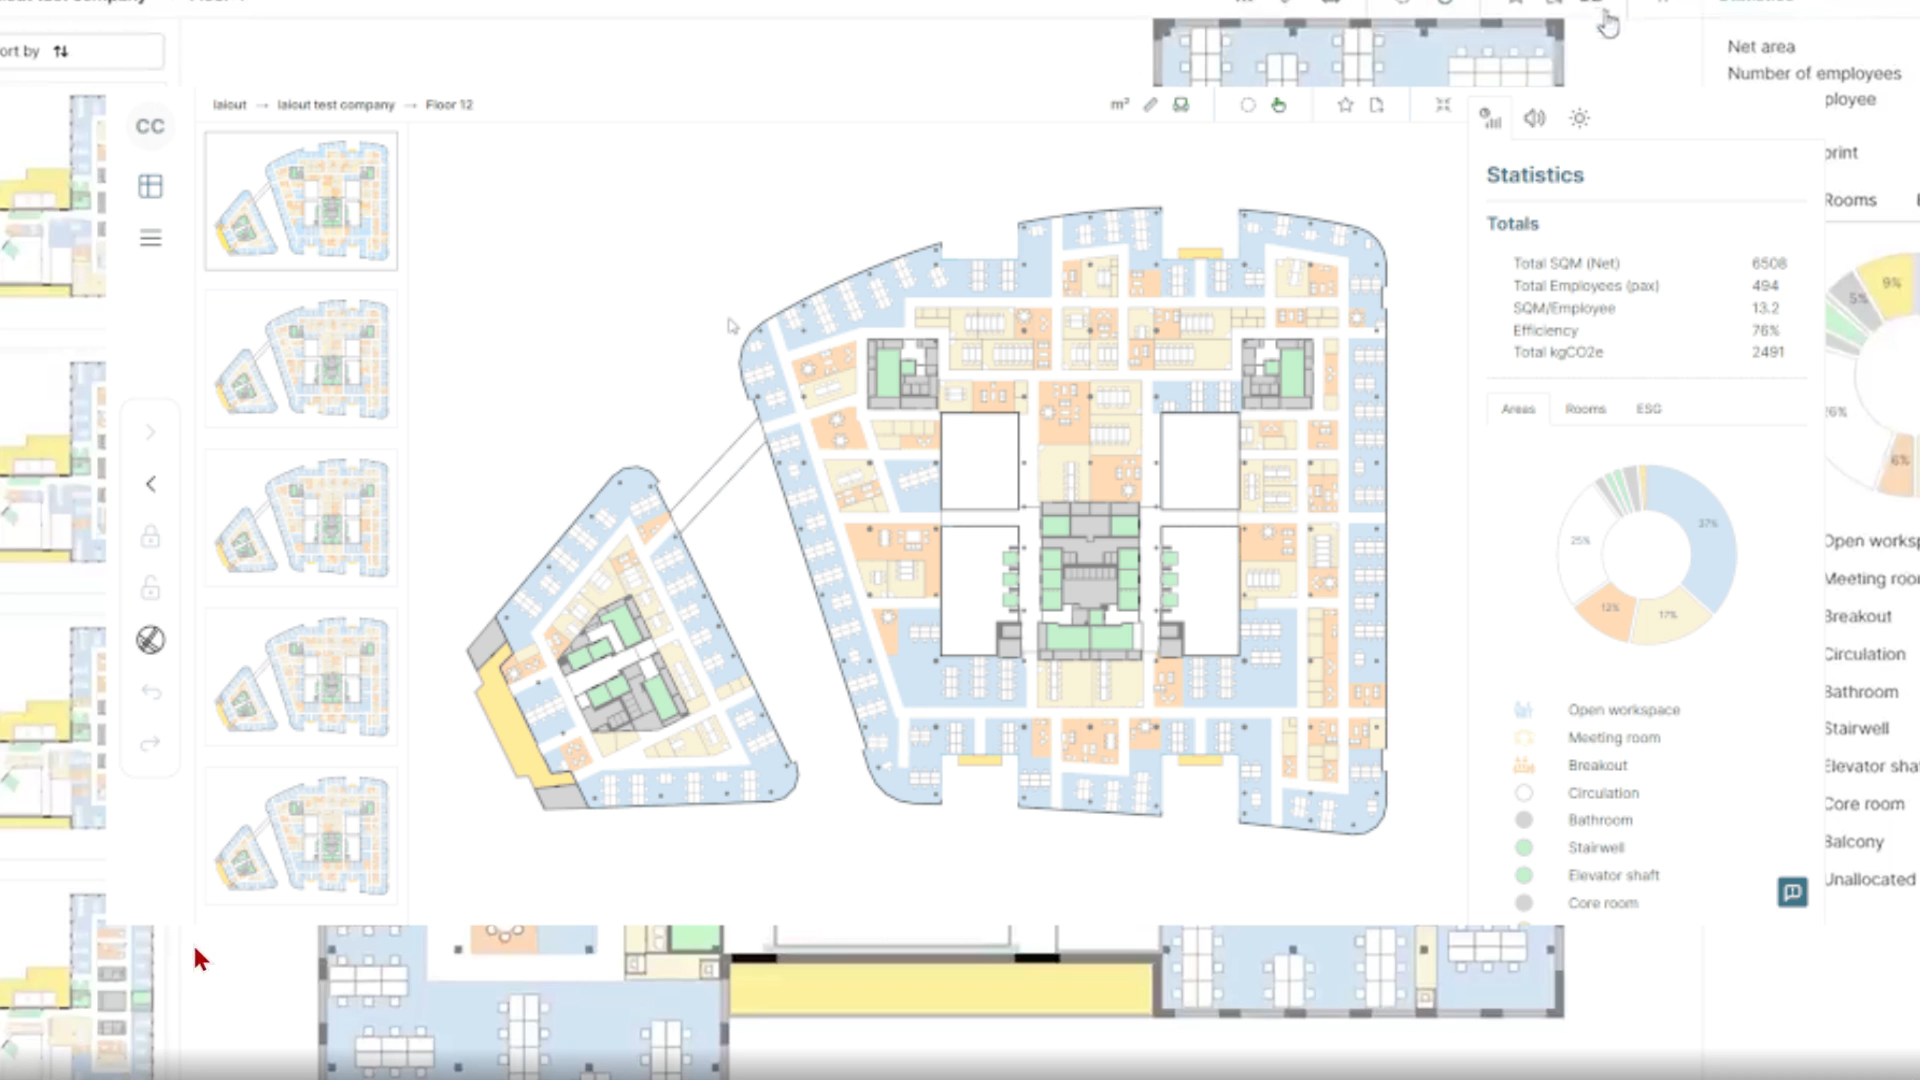 ort by
Net area
Number of employees
ployee
print
Rooms
laiout → laiout test company → Floor 12
m²
CC
Statistics
Totals
Total SQM (Net) 6508
Total Employees (pax) 494
SQM/Employee 13.2
Efficiency 76%
Total kgCO2e 2491
Areas Rooms ESG
37%
25%
12%
17%
9%
5%
6%
Open workspace
Meeting room
Breakout
Circulation
Bathroom
Stairwell
Elevator shaft
Core room
Open worksp
Meeting roo
Breakout
Circulation
Bathroom
Stairwell
Elevator sha
Core room
Balcony
Unallocated